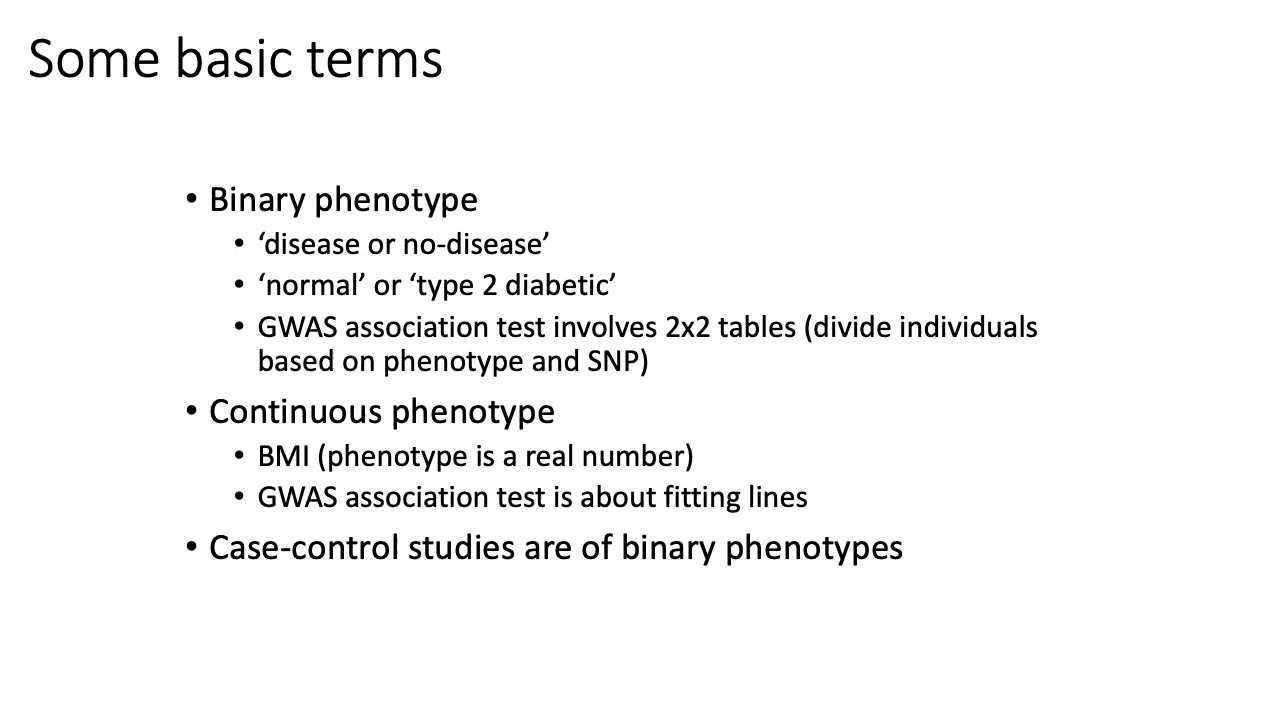 Some basic terms
• Binary phenotype
• ‘disease or no-disease’
• ‘normal’ or ‘type 2 diabetic’
• GWAS association test involves 2x2 tables (divide individuals
based on phenotype and SNP)
• Continuous phenotype
• BMI (phenotype is a real number)
• GWAS association test is about fitting lines
• Case-control studies are of binary phenotypes